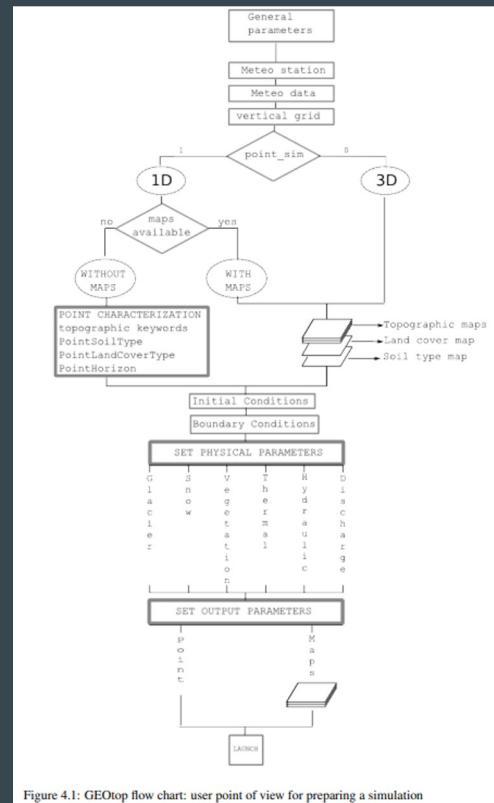 General
parameters
Meteo station
Meteo data
vertical grid
point_sim
1
0
1D
3D
maps
available
no
yes
WITHOUT
MAPS
WITH
MAPS
POINT CHARACTERIZATION
topographic keywords
PointSoilType
PointLandCoverType
PointHorizon
Topographic maps
Land cover map
Soil type map
Initial Conditions
Boundary Conditions
SET PHYSICAL PARAMETERS
Glacier
Snow
Vegetation
Thermal
Hydraulic
Discharge
SET OUTPUT PARAMETERS
Point
Maps
LAUNCH
Figure 4.1: GEOtop flow chart: user point of view for preparing a simulation